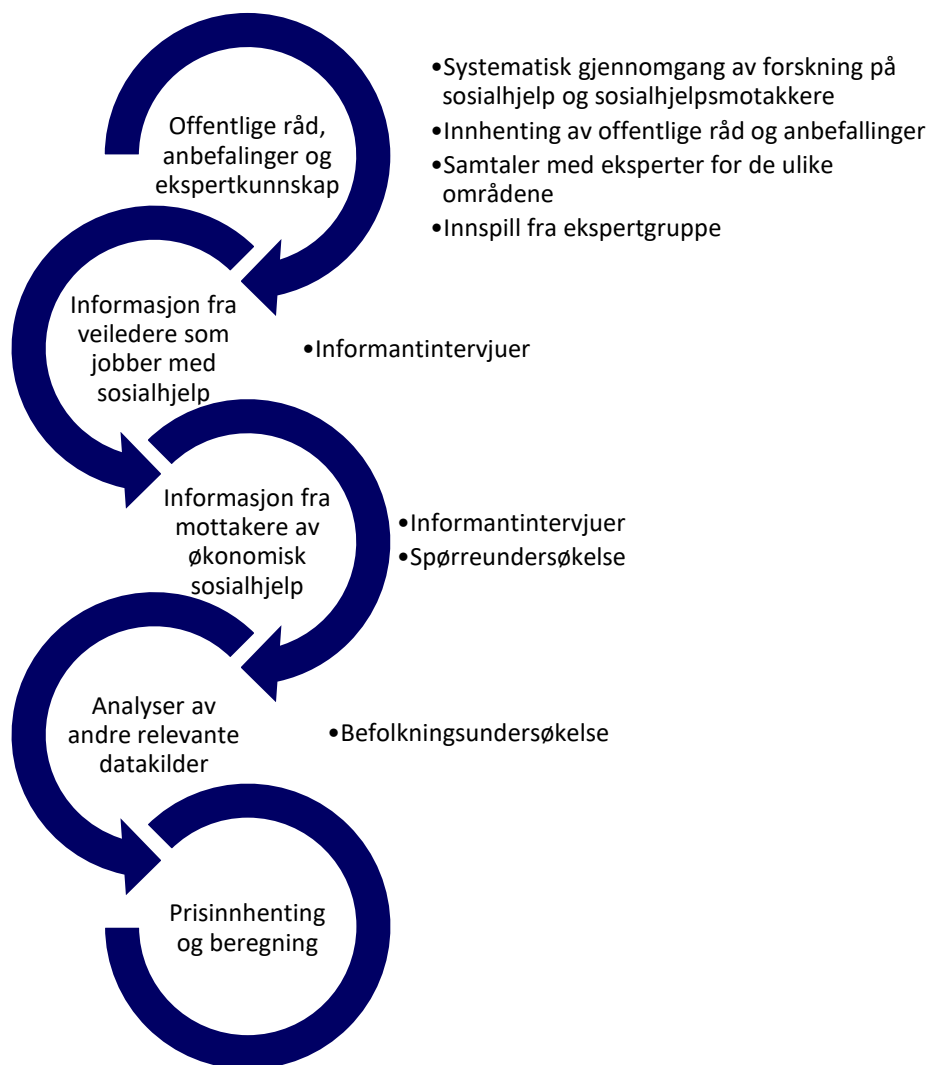 Offentlige råd,
anbefalinger og
ekspertkunnskap
•Systematisk gjennomgang av forskning på
sosialhjelp og sosialhjelpsmotakkere
•Innhenting av offentlige råd og anbefallinger
•Samtaler med eksperter for de ulike
områdene
•Innspill fra ekspertgruppe
Informasjon fra
veiledere som
jobber med
sosialhjelp
•Informantintervjuer
Informasjon fra
mottakere av
økonomisk
sosialhjelp
•Informantintervjuer
•Spørreundersøkelse
Analyser av
andre relevante
datakilder
•Befolkningsundersøkelse
Prisinnhenting
og beregning